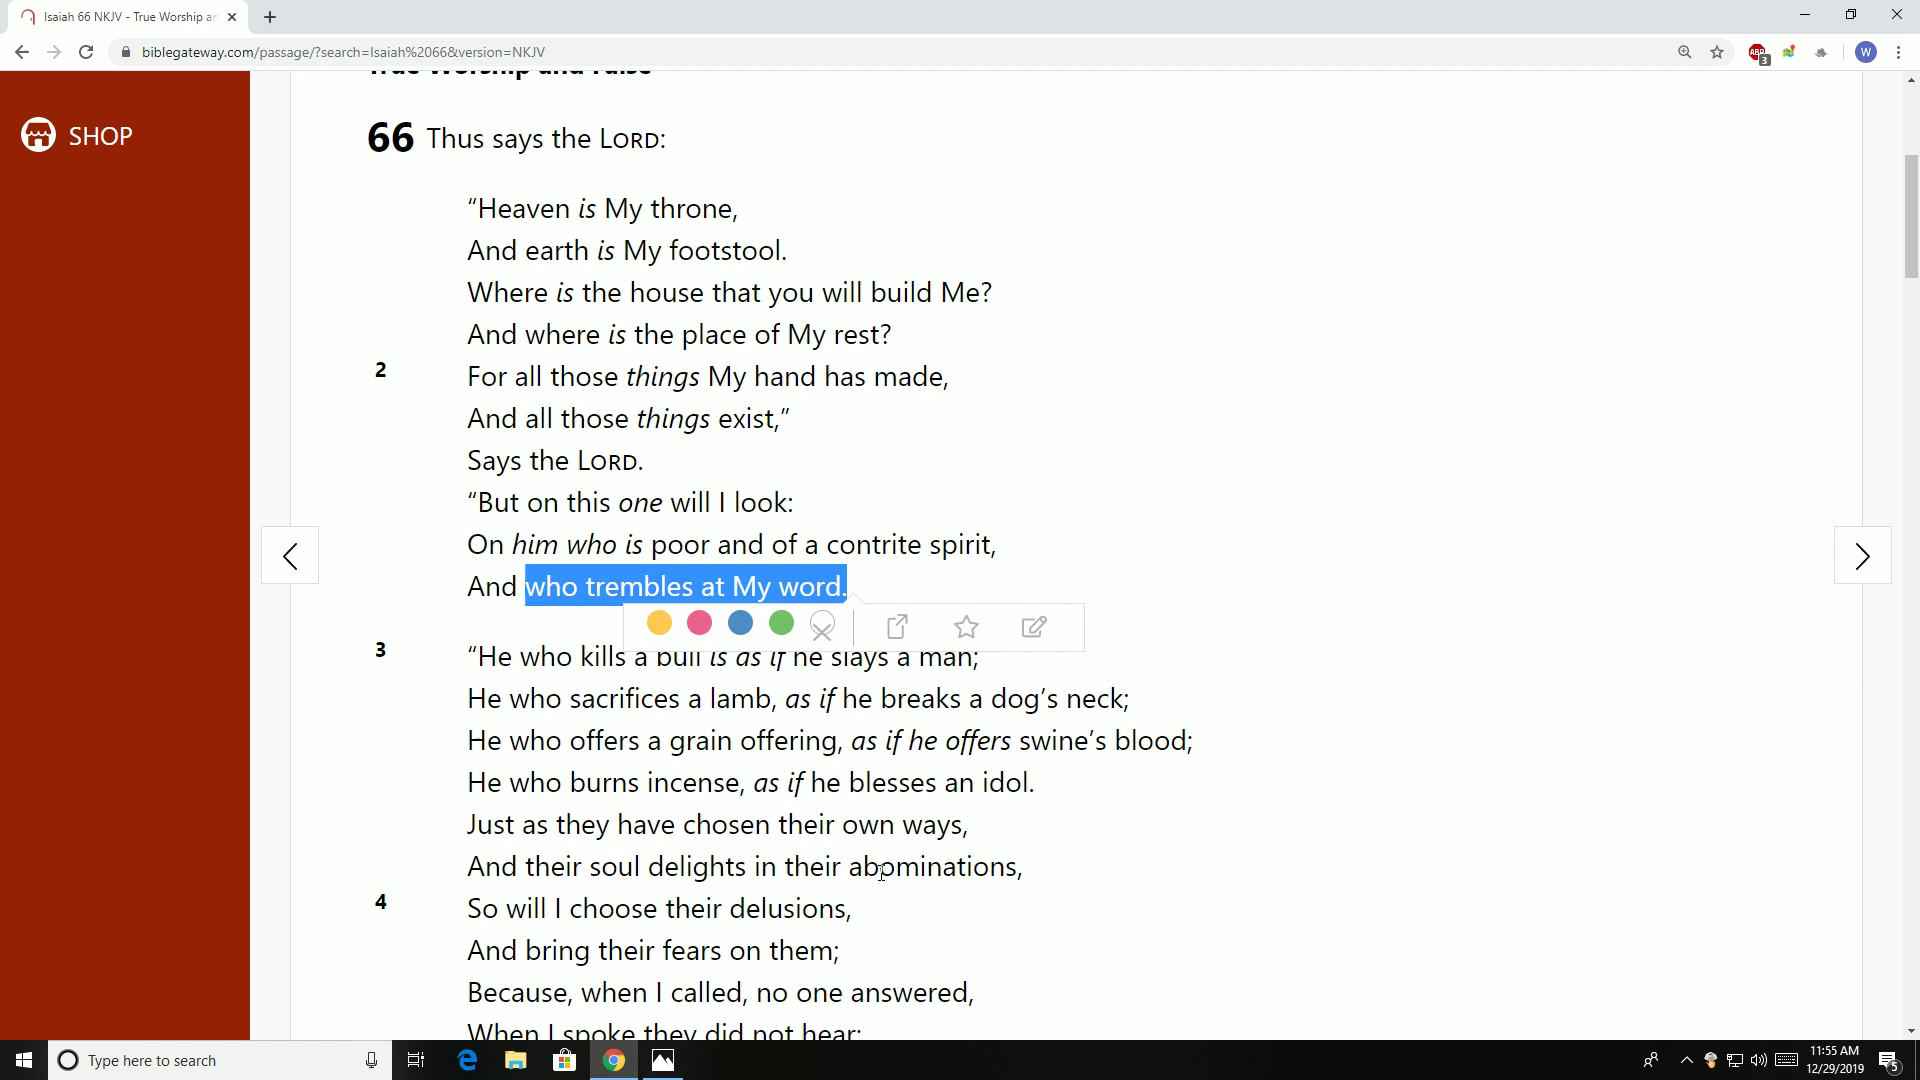 Isaiah 66 NKJV - True Worship an
biblegateway.com/passage/?search=Isaiah%2066&version=NKJV
ABP
3
W
True Worship and False
SHOP
66 Thus says the LORD:
“Heaven is My throne,
And earth is My footstool.
Where is the house that you will build Me?
And where is the place of My rest?
2 For all those things My hand has made,
And all those things exist,”
Says the LORD.
“But on this one will I look:
On him who is poor and of a contrite spirit,
And who trembles at My word.
3 “He who kills a bull is as if he slays a man;
He who sacrifices a lamb, as if he breaks a dog’s neck;
He who offers a grain offering, as if he offers swine’s blood;
He who burns incense, as if he blesses an idol.
Just as they have chosen their own ways,
And their soul delights in their abominations,
4 So will I choose their delusions,
And bring their fears on them;
Because, when I called, no one answered,
When I spoke they did not hear;
Type here to search
11:55 AM
12/29/2019
5